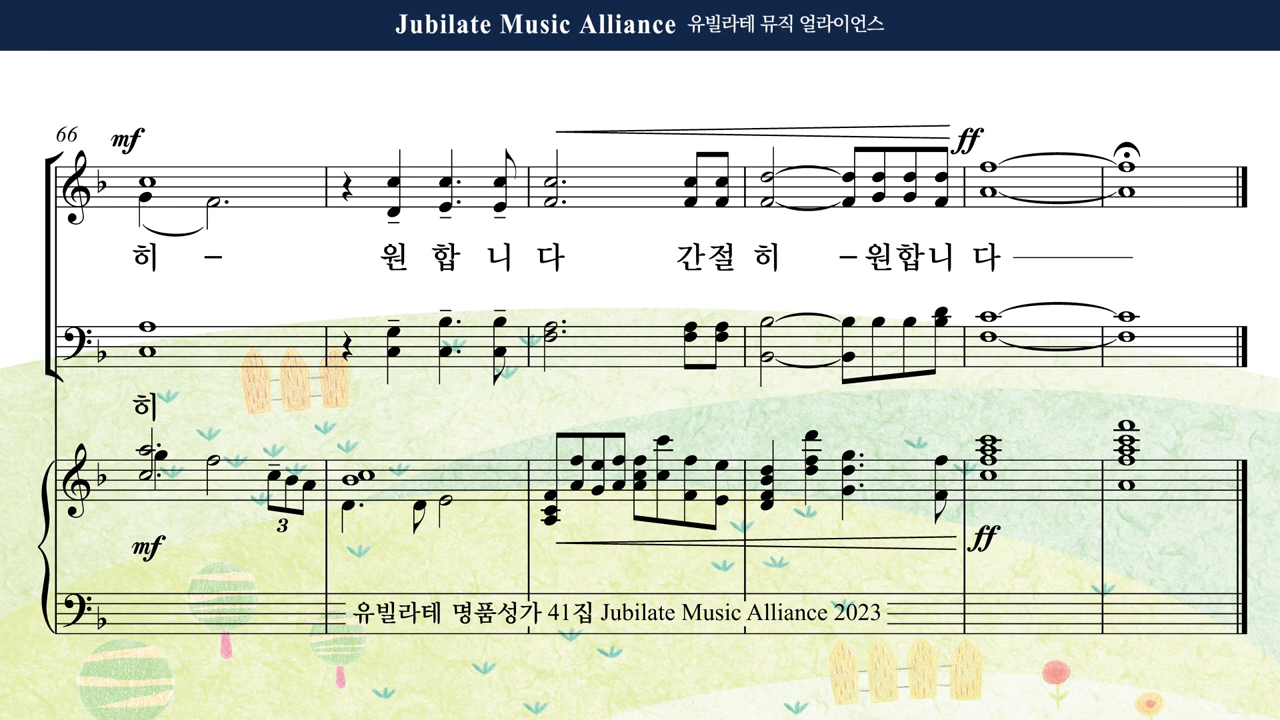 Jubilate Music Alliance 유빌라테 뮤직 얼라이언스
66
mf
ff
히 - 원 합 니 다 간절 히 - 원합니 다
히
3
mf
ff
유빌라테 명품성가 41집 Jubilate Music Alliance 2023